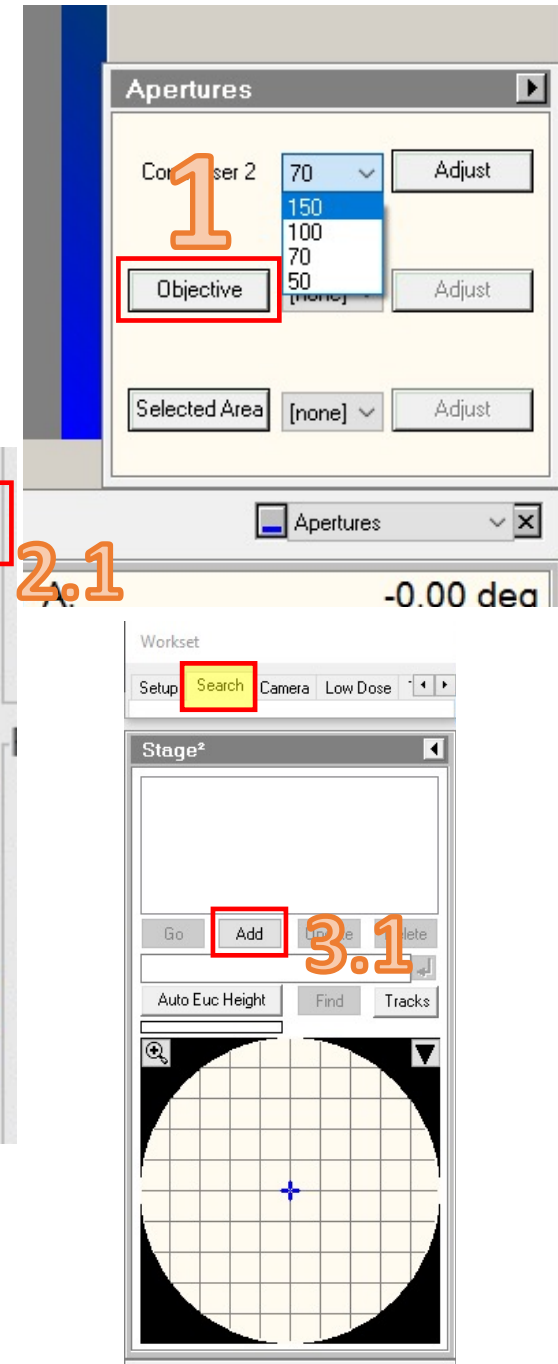 Apertures
70
Adjust
1
150
100
70
50
Objective
Adjust
Selected Area
[none]
Adjust
Apertures
2.1
-0.00 deg
Workset
Setup
Search
Camera
Low Dose
Stage²
Go
Add
3.1
Auto Euc Height
Find
Tracks